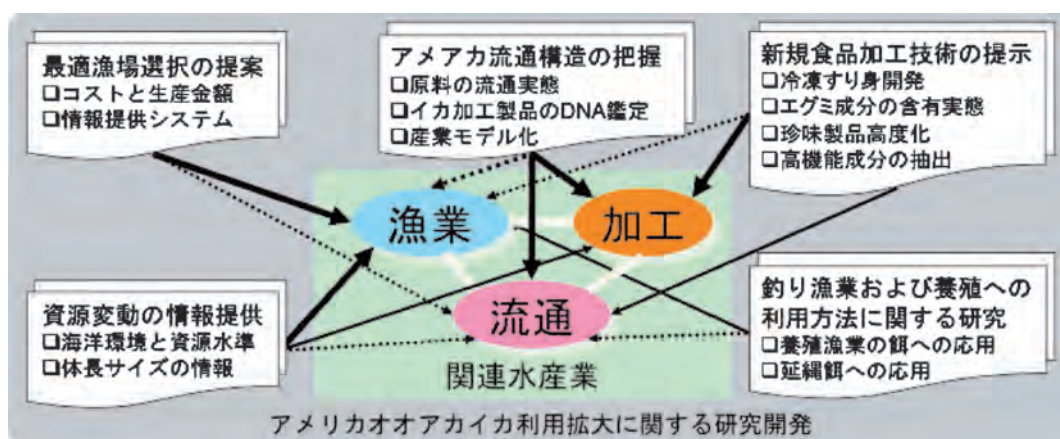 最適漁場選択の提案
❑コストと生産金額
❑情報提供システム
アメアカ流通構造の把握
❑原料の流通実態
❑イカ加工製品のDNA鑑定
❑産業モデル化
新規食品加工技術の提示
❑冷凍すり身開発
❑エグミ成分の含有実態
❑珍味製品高度化
❑高機能成分の抽出
漁業
加工
流通
関連水産業
資源変動の情報提供
❑海洋環境と資源水準
❑体長サイズの情報
釣り漁業および養殖への
利用方法に関する研究
❑養殖漁業の餌への応用
❑延縄餌への応用
アメリカオオアカイカ利用拡大に関する研究開発